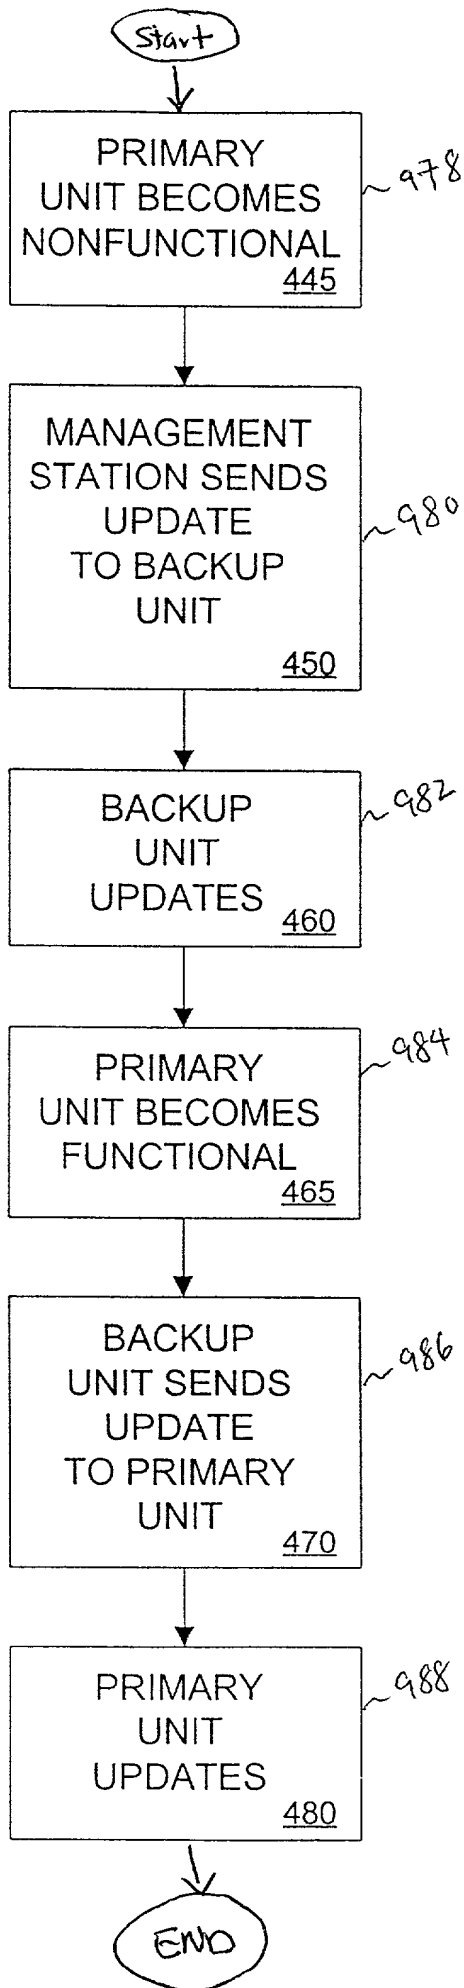 Start
PRIMARY
UNIT BECOMES
NONFUNCTIONAL
445
978
MANAGEMENT
STATION SENDS
UPDATE
TO BACKUP
UNIT
450
980
BACKUP
UNIT
UPDATES
460
982
PRIMARY
UNIT BECOMES
FUNCTIONAL
465
984
BACKUP
UNIT SENDS
UPDATE
TO PRIMARY
UNIT
470
986
PRIMARY
UNIT
UPDATES
480
988
END